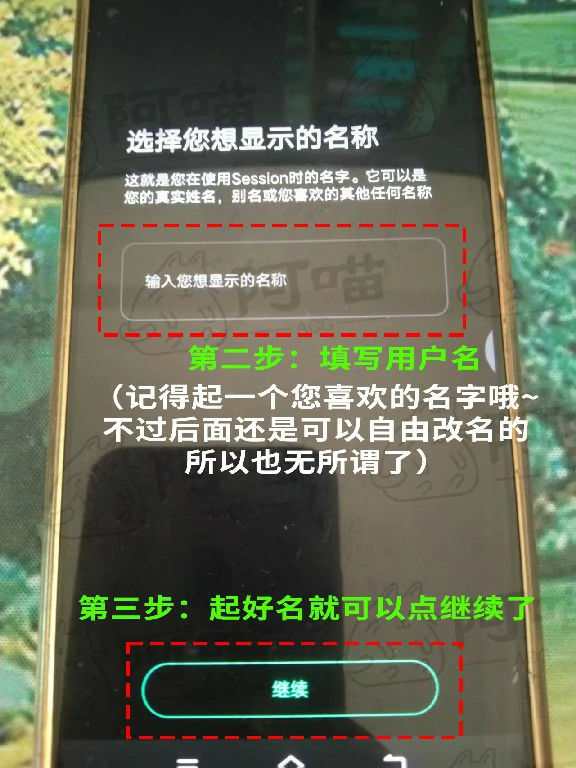 选择您想显示的名称
这就是您在使用Session时的名字。它可以是
您的真实姓名，别名或您喜欢的其他任何名称
输入您想显示的名称
阿喵
ACG
第二步：填写用户名
（记得起一个您喜欢的名字哦~
不过后面还是可以自由改名的
所以也无所谓了）
第三步：起好名就可以点继续了
继续